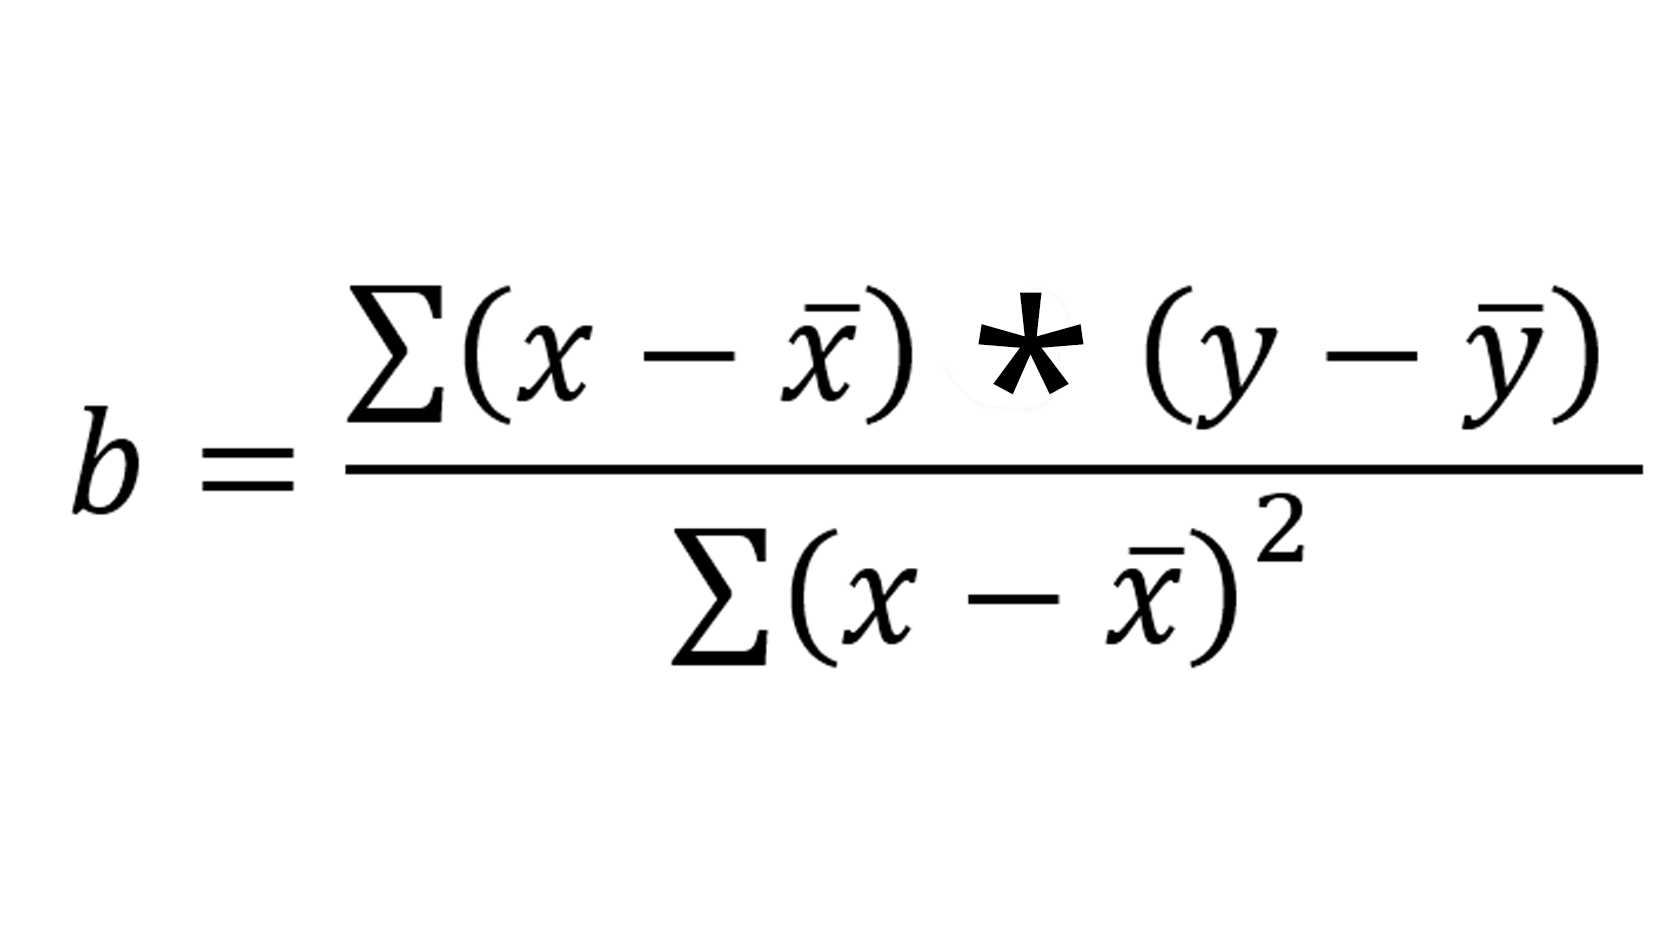 b = ∑(x − x̅) * (y − y̅)
∑(x − x̅)²